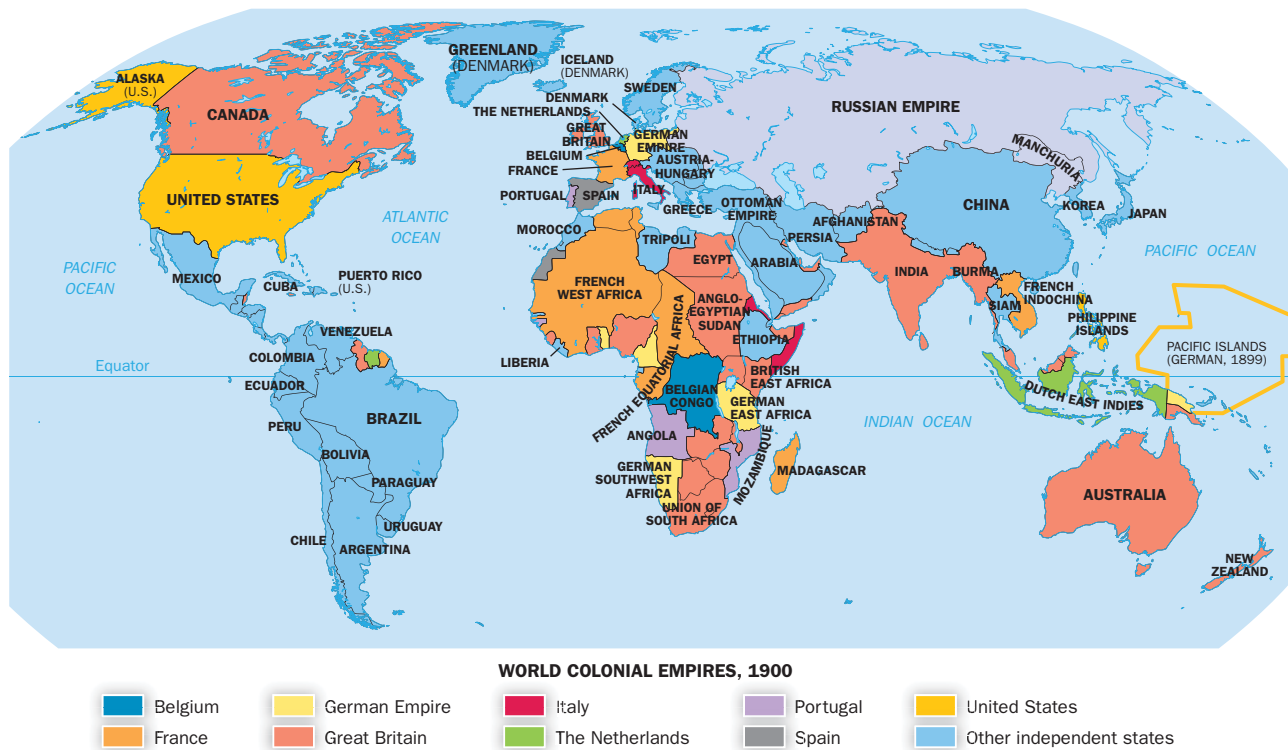 ALASKA
(U.S.)
CANADA
GREENLAND
(DENMARK)
ICELAND
(DENMARK)
SWEDEN
DENMARK
THE NETHERLANDS
GREAT
BRITAIN
GERMAN
EMPIRE
BELGIUM
FRANCE
AUSTRIA-
HUNGARY
PORTUGAL
SPAIN
ITALY
GREECE
OTTOMAN
EMPIRE
RUSSIAN EMPIRE
MANCHURIA
UNITED STATES
ATLANTIC
OCEAN
MOROCCO
TRIPOLI
EGYPT
ARABIA
PERSIA
AFGHANISTAN
CHINA
KOREA
JAPAN
PACIFIC OCEAN
PACIFIC
OCEAN
MEXICO
CUBA
PUERTO RICO
(U.S.)
FRENCH
WEST AFRICA
ANGLO-
EGYPTIAN
SUDAN
INDIA
BURMA
FRENCH
INDOCHINA
SIAM
PHILIPPINE
ISLANDS
PACIFIC ISLANDS
(GERMAN, 1899)
VENEZUELA
COLOMBIA
LIBERIA
FRENCH EQUATORIAL AFRICA
ETHIOPIA
Equator
ECUADOR
BRITISH
EAST AFRICA
BELGIAN
CONGO
GERMAN
EAST AFRICA
DUTCH EAST INDIES
PERU
BRAZIL
INDIAN OCEAN
ANGOLA
BOLIVIA
MOZAMBIQUE
MADAGASCAR
GERMAN
SOUTHWEST
AFRICA
PARAGUAY
UNION OF
SOUTH AFRICA
AUSTRALIA
URUGUAY
CHILE
ARGENTINA
NEW
ZEALAND
WORLD COLONIAL EMPIRES, 1900
Belgium
German Empire
Italy
Portugal
United States
France
Great Britain
The Netherlands
Spain
Other independent states